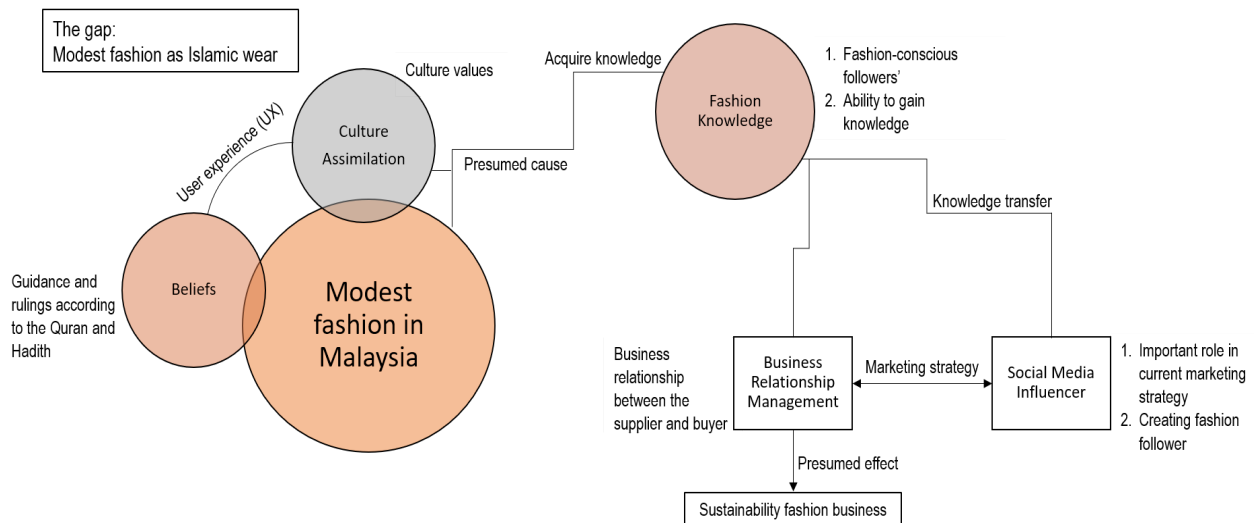 The gap:
Modest fashion as Islamic wear
Culture values
User experience (UX)
Culture
Assimilation
Beliefs
Guidance and
rulings according
to the Quran and
Hadith
Modest
fashion in
Malaysia
Presumed cause
Acquire knowledge
Fashion
Knowledge
1. Fashion-conscious
followers'
2. Ability to gain
knowledge
Knowledge transfer
Business
relationship
between the
supplier and buyer
Business
Relationship
Management
Marketing strategy
Social Media
Influencer
1. Important role in
current marketing
strategy
2. Creating fashion
follower
Presumed effect
Sustainability fashion business